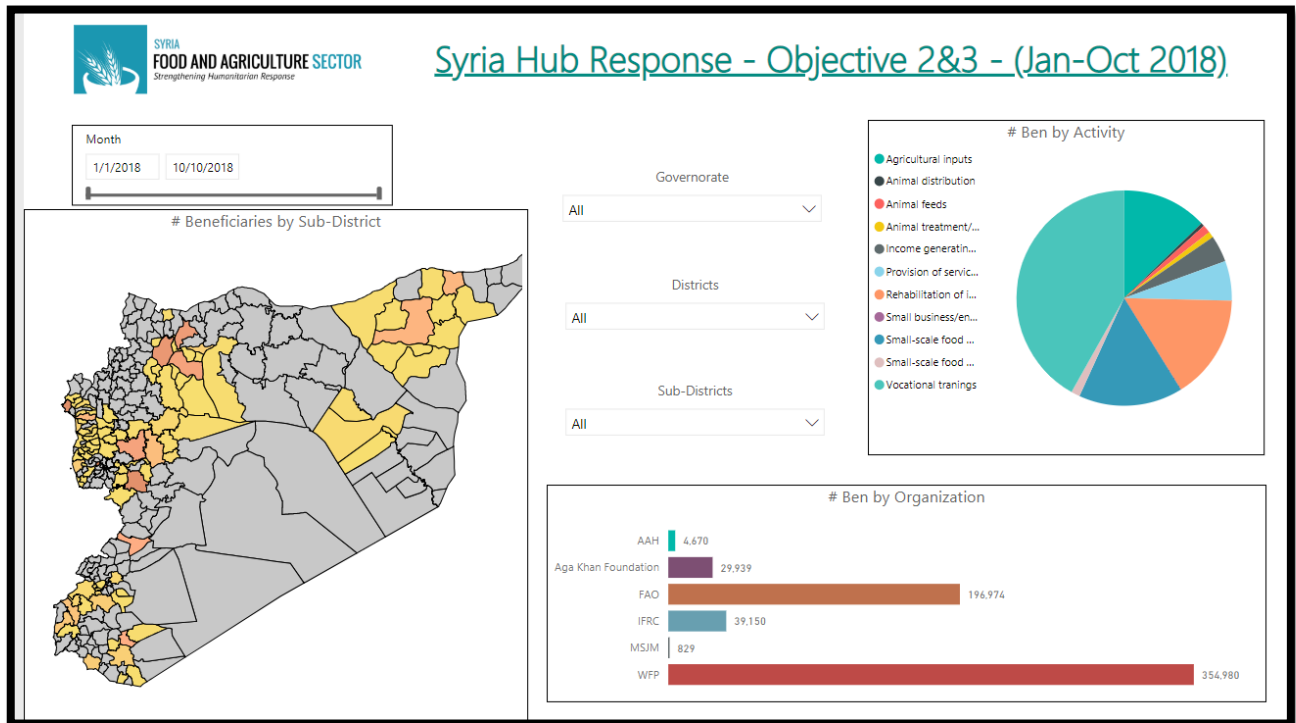 SYRIA
FOOD AND AGRICULTURE SECTOR
Strengthening Humanitarian Response
Syria Hub Response - Objective 2&3 - (Jan-Oct 2018)
Month
1/1/2018 10/10/2018
# Beneficiaries by Sub-District
Governorate
All
Districts
All
Sub-Districts
All
# Ben by Activity
Agricultural inputs
Animal distribution
Animal feeds
Animal treatment/...
Income generatin...
Provision of servic...
Rehabilitation of i...
Small business/en...
Small-scale food ...
Small-scale food ...
Vocational tranings
# Ben by Organization
AAH 4,670
Aga Khan Foundation 29,939
FAO 196,974
IFRC 39,150
MSJM 829
WFP 354,980